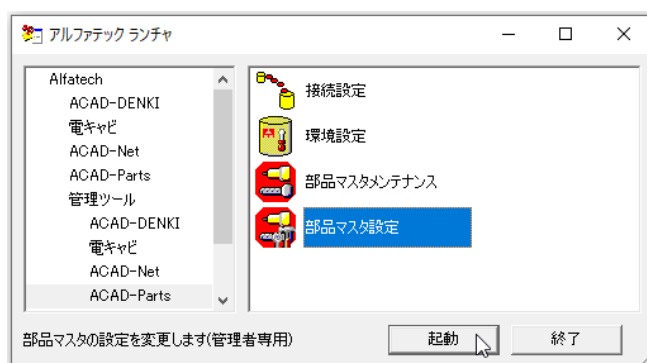 アルファテック ランチャ
Alfatech
ACAD-DENKI
電キャビ
ACAD-Net
ACAD-Parts
管理ツール
ACAD-DENKI
電キャビ
ACAD-Net
ACAD-Parts
接続設定
環境設定
部品マスタメンテナンス
部品マスタ設定
部品マスタの設定を変更します(管理者専用)
起動
終了